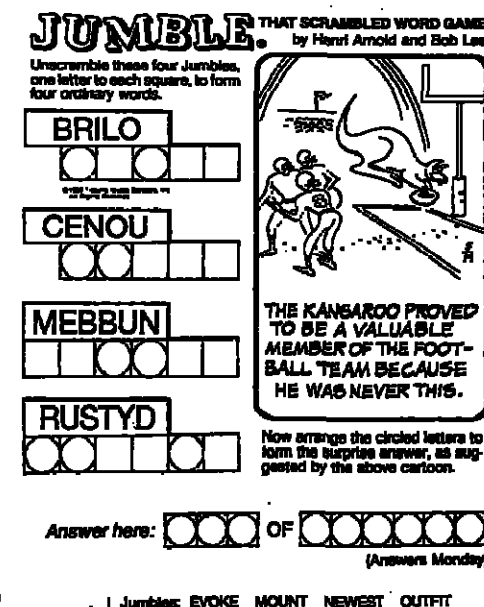 JUMBLE. THAT SCRAMBLED WORD GAME
by Henri Arnold and Bob Lee
Unscramble these four Jumbles,
one letter to each square, to form
four ordinary words.
BRILO
CENOU
MEBBUN
RUSTYD
THE KANGAROO PROVED
TO BE A VALUABLE
MEMBER OF THE FOOT-
BALL TEAM BECAUSE
HE WAS NEVER THIS.
Now arrange the circled letters to
form the surprise answer, as sug-
gested by the above cartoon.
Answer here: OF
(Answers Monday
Jumbles: EVOKE MOUNT NEWEST OUTFIT